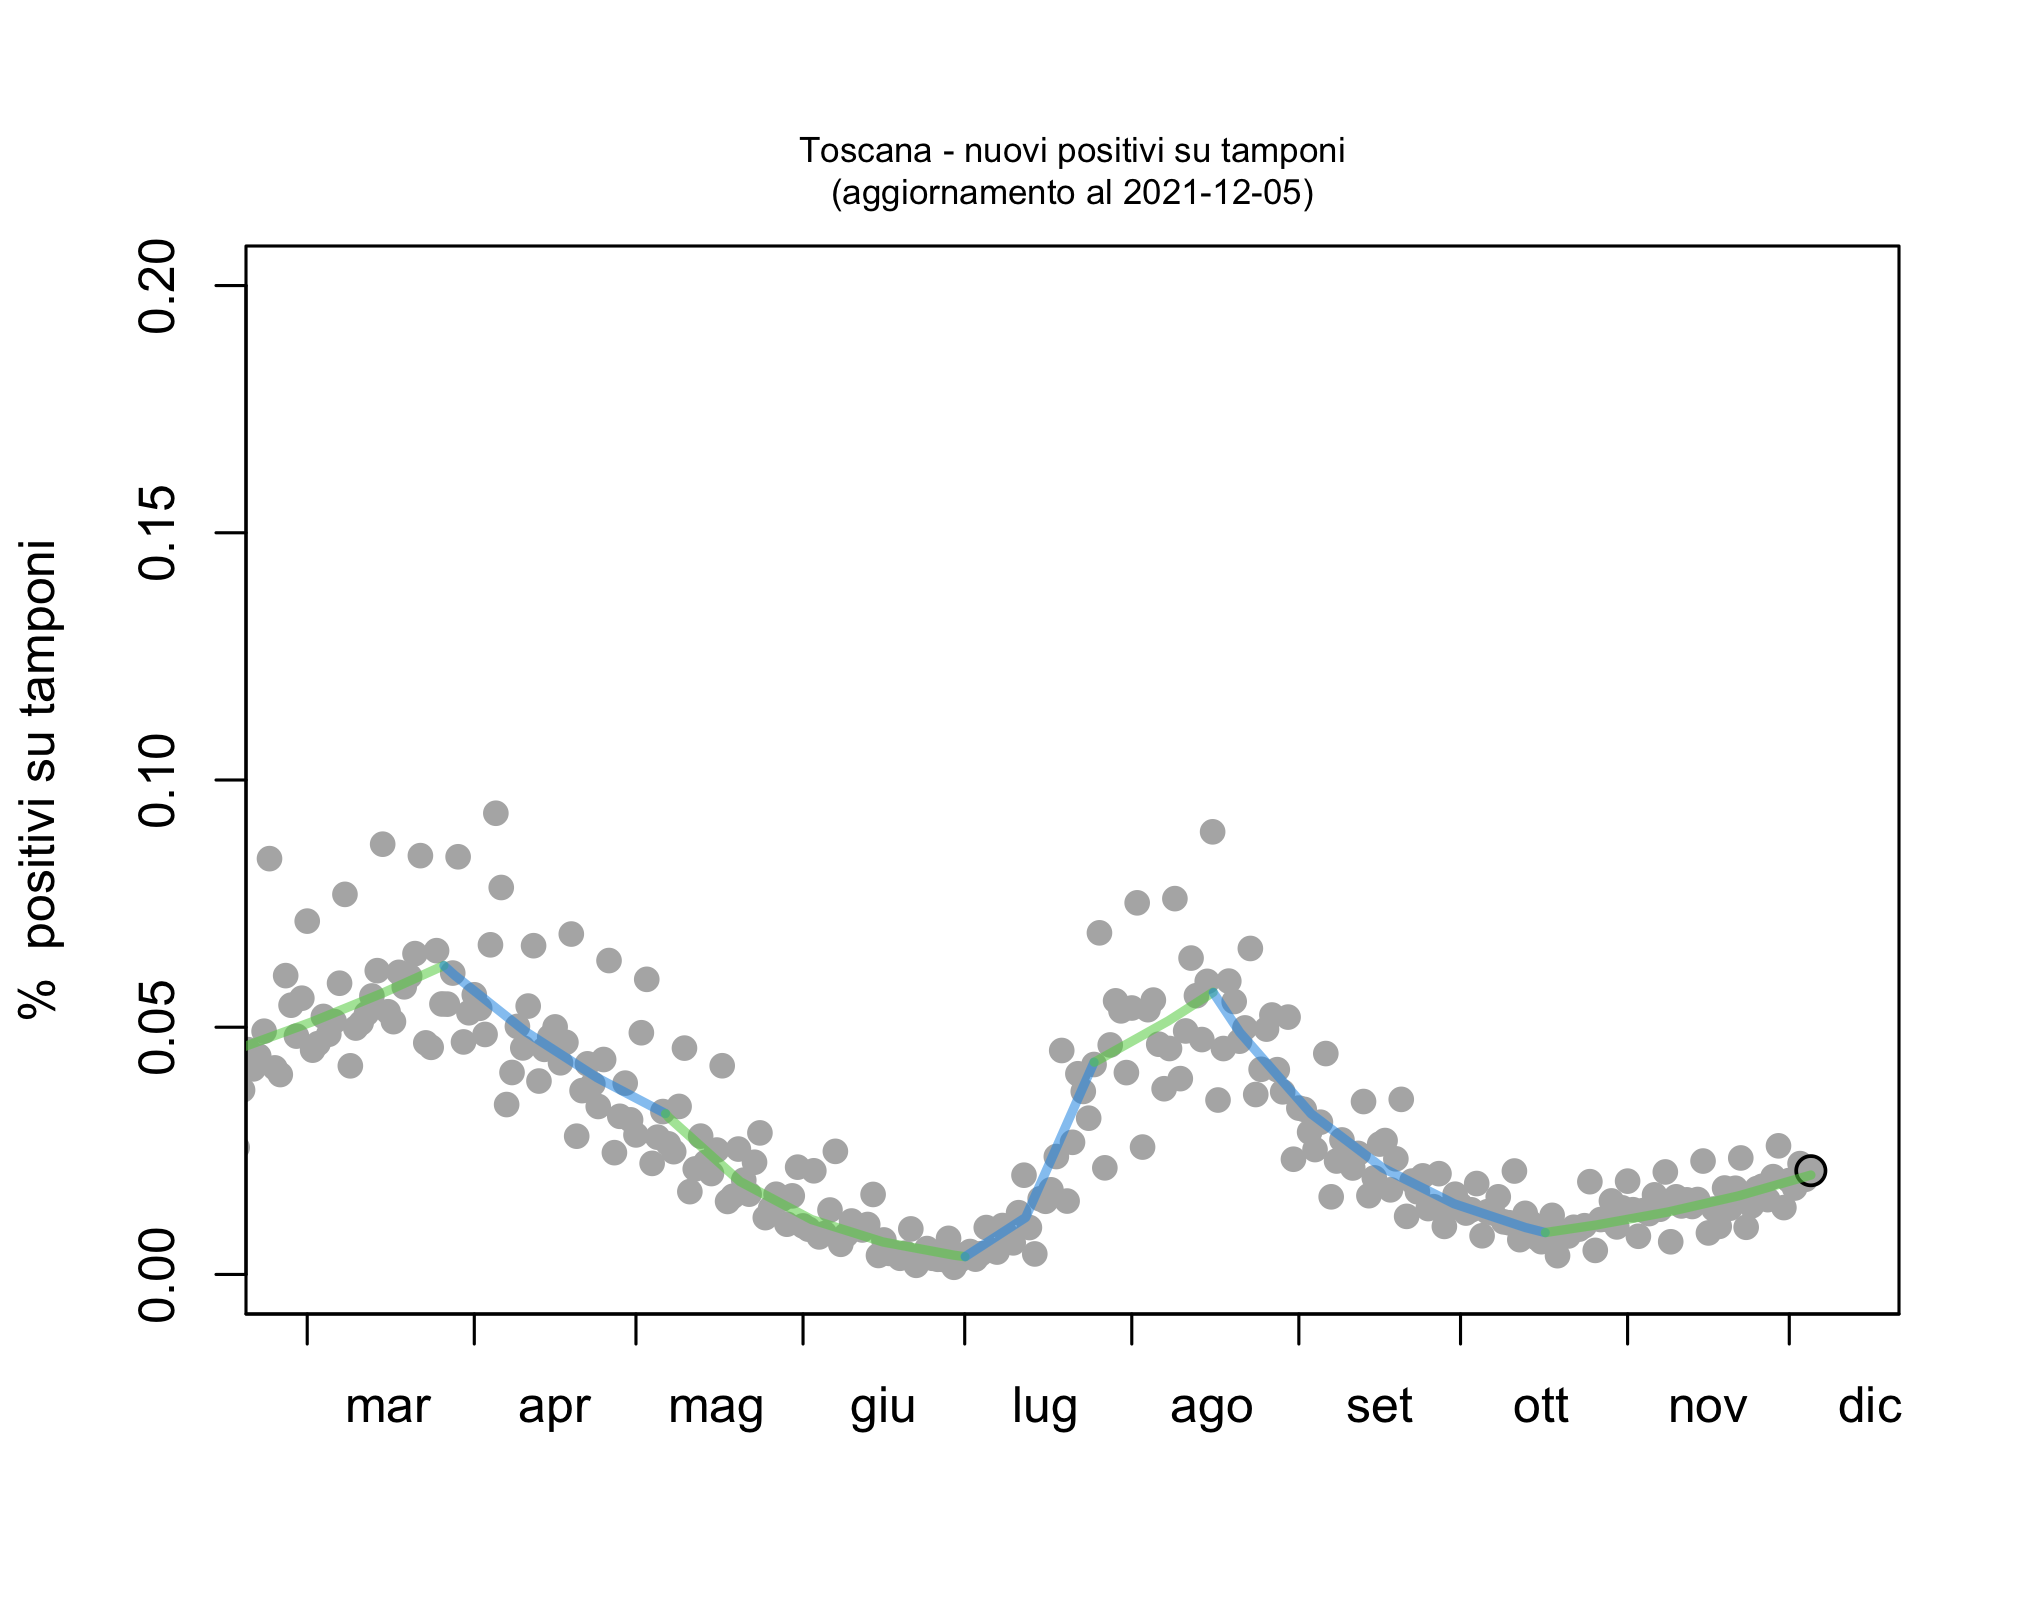 Toscana - nuovi positivi su tamponi
(aggiornamento al 2021-12-05)
% positivi su tamponi
0.20
0.15
0.10
0.05
0.00
mar apr mag giu lug ago set ott nov dic